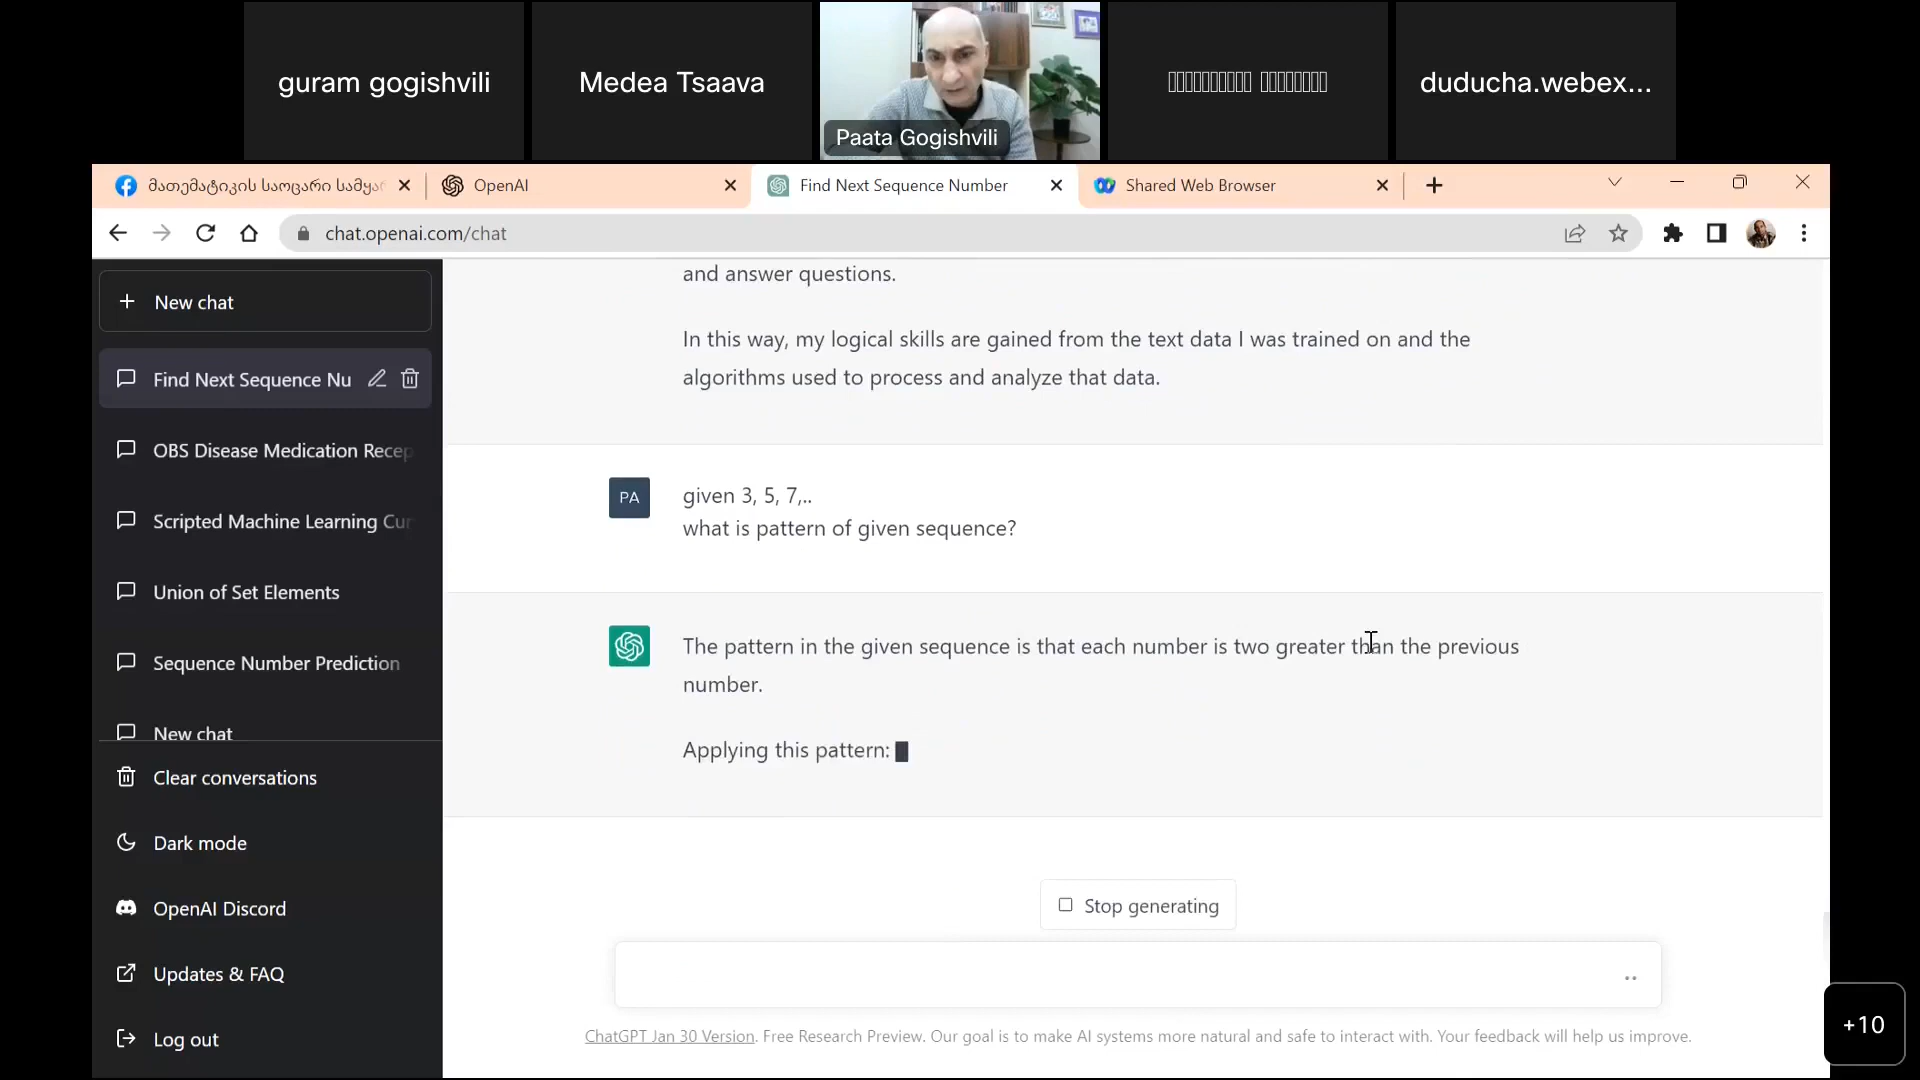 guram gogishvili
Medea Tsaava
Paata Gogishvili
duducha.webex...
მათემატიკის საოცარი სამყა
OpenAI
Find Next Sequence Number
Shared Web Browser
chat.openai.com/chat
New chat
Find Next Sequence Nu
OBS Disease Medication Recep
Scripted Machine Learning Cur
Union of Set Elements
Sequence Number Prediction
New chat
Clear conversations
Dark mode
OpenAI Discord
Updates & FAQ
Log out
and answer questions.
In this way, my logical skills are gained from the text data I was trained on and the
algorithms used to process and analyze that data.
PA
given 3, 5, 7,..
what is pattern of given sequence?
The pattern in the given sequence is that each number is two greater than the previous
number.
Applying this pattern:
Stop generating
ChatGPT Jan 30 Version. Free Research Preview. Our goal is to make AI systems more natural and safe to interact with. Your feedback will help us improve.
+10